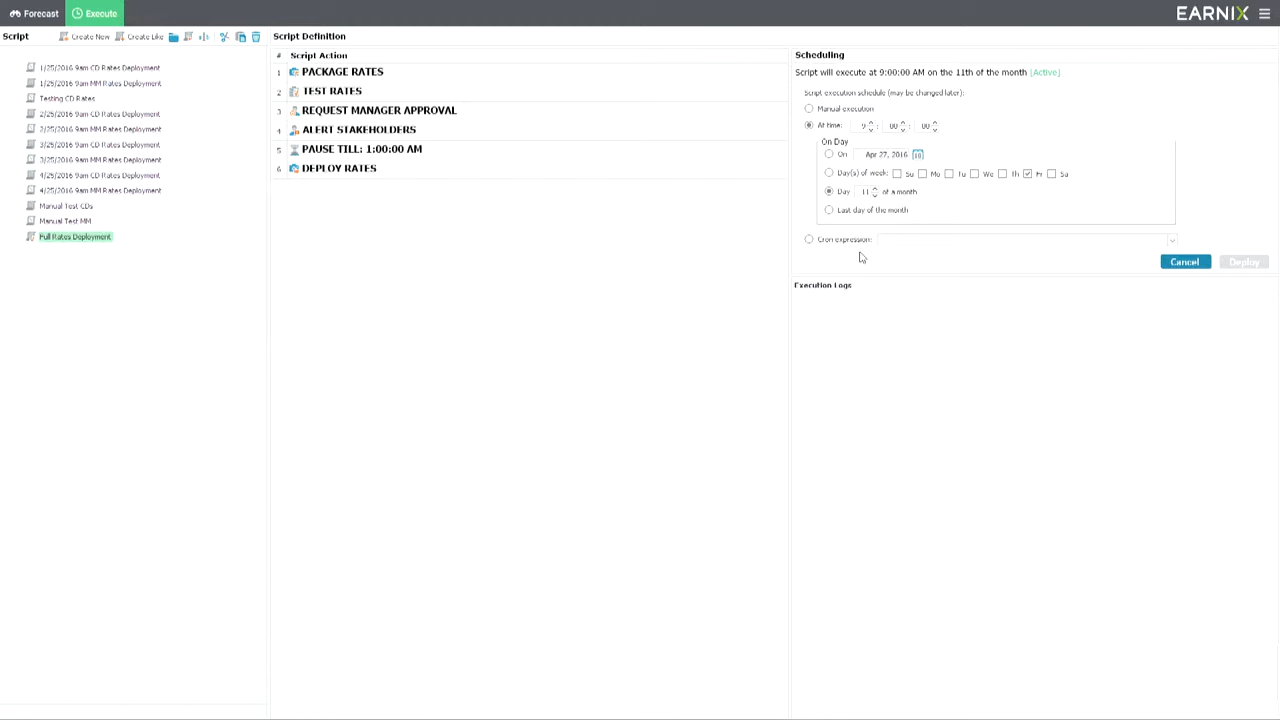 Forecast
Execute
EARNIX
Script
Create New
Create Like
1/25/2016 9am CD Rates Deployment
1/25/2016 9am MM Rates Deployment
Testing CD Rates
2/25/2016 9am CD Rates Deployment
2/25/2016 9am MM Rates Deployment
3/25/2016 9am CD Rates Deployment
3/25/2016 9am MM Rates Deployment
4/25/2016 9am CD Rates Deployment
4/25/2016 9am MM Rates Deployment
Manual Test CDs
Manual Test MM
Full Rates Deployment
Script Definition
# Script Action
1 PACKAGE RATES
2 TEST RATES
3 REQUEST MANAGER APPROVAL
4 ALERT STAKEHOLDERS
5 PAUSE TILL: 1:00:00 AM
6 DEPLOY RATES
Scheduling
Script will execute at 9:00:00 AM on the 11th of the month [Active]
Script execution schedule (may be changed later):
Manual execution
At time: 9 : 00 : 00
On Day
On Apr 27, 2016
Day(s) of week: Su Mo Tu We Th Fr Sa
Day 11 of a month
Last day of the month
Cron expression:
Cancel
Deploy
Execution Logs